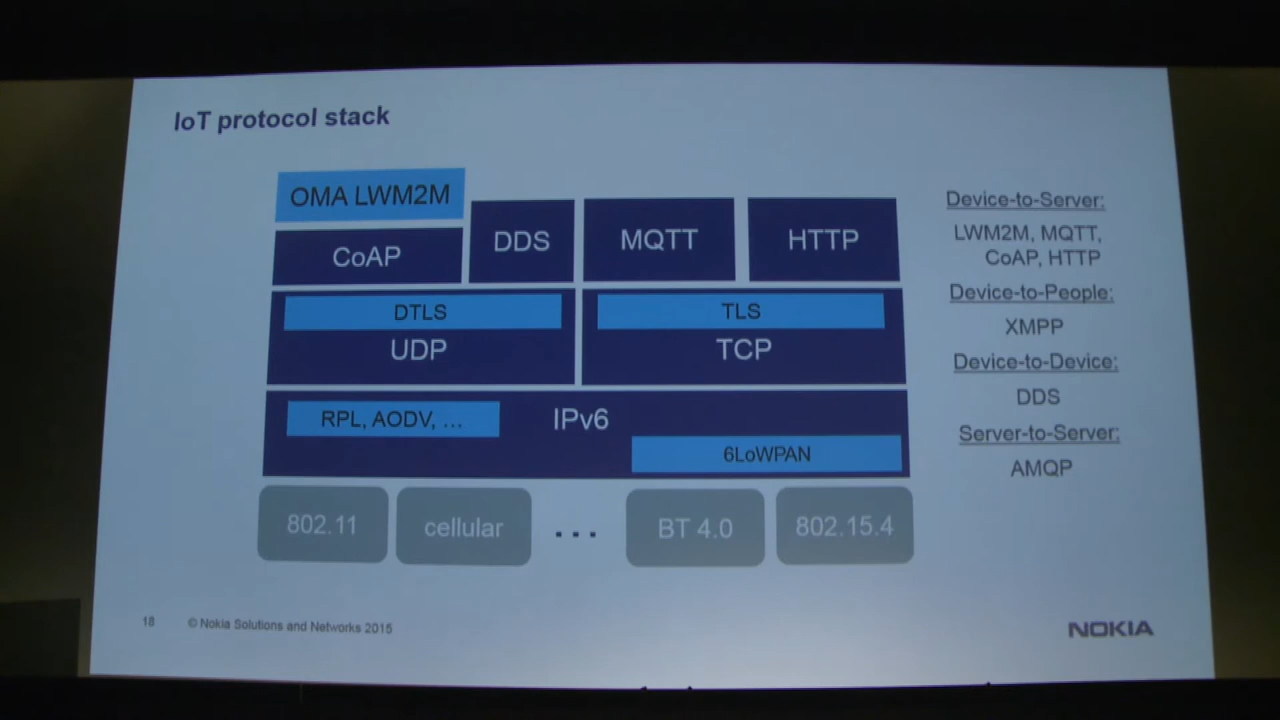 IoT protocol stack
OMA LWM2M
CoAP
DDS
MQTT
HTTP
DTLS
UDP
TLS
TCP
RPL, AODV, ...
IPv6
6LoWPAN
802.11
cellular
...
BT 4.0
802.15.4
Device-to-Server:
LWM2M, MQTT,
CoAP, HTTP
Device-to-People:
XMPP
Device-to-Device:
DDS
Server-to-Server:
AMQP
18
© Nokia Solutions and Networks 2015
NOKIA